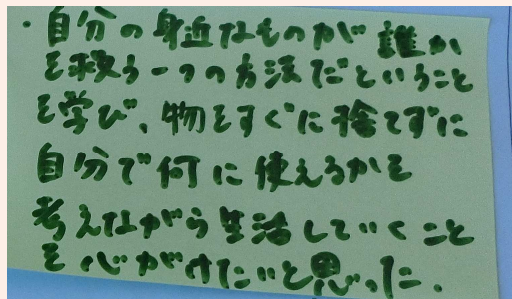 ・自分の身近なものが誰か
を救う一つの方法だということ
を学び、物をすぐに捨てずに
自分で何に使えるかを
考えながら生活していくこと
を心がけたいと思った.